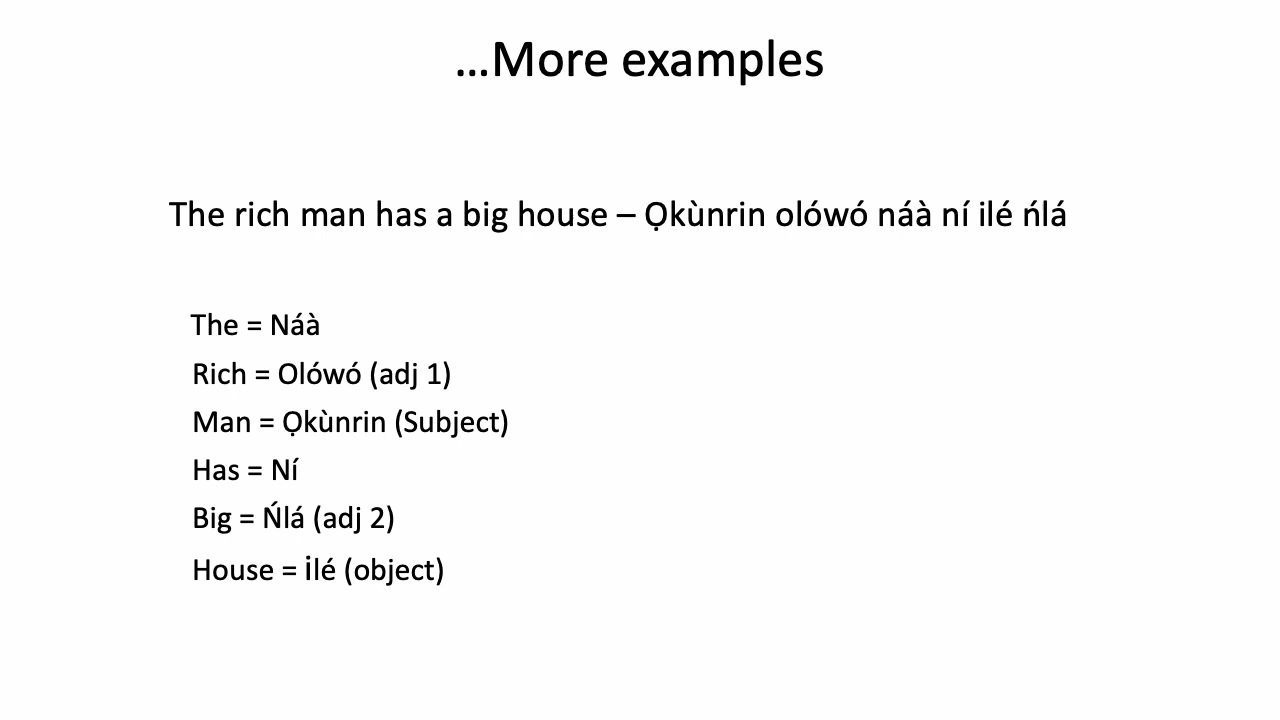 ...More examples
The rich man has a big house – Ọkùnrin olówó náà ní ilé ńlá
The = Náà
Rich = Olówó (adj 1)
Man = Ọkùnrin (Subject)
Has = Ní
Big = Ńlá (adj 2)
House = i̇lé (object)